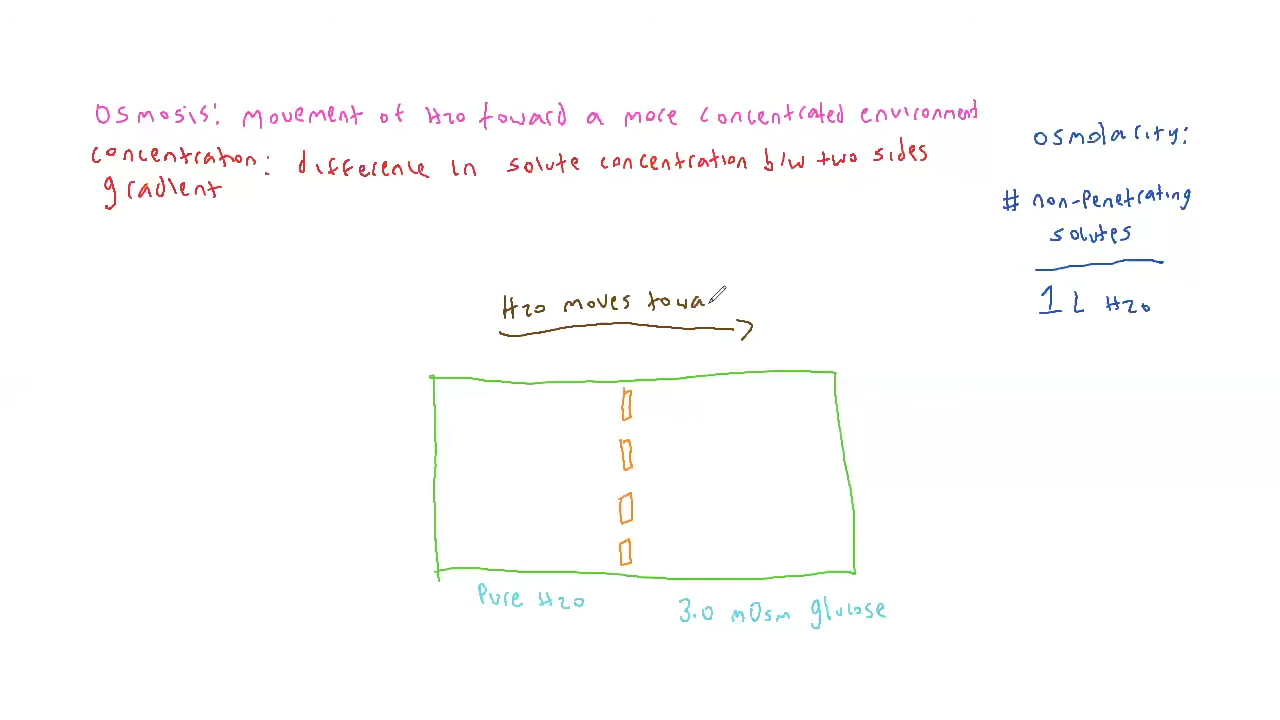 Osmosis: movement of H2O toward a more concentrated environment
concentration: difference in solute concentration b/w two sides
gradient
osmolarity:
# non-penetrating
solutes
1 L H2O
H2O moves towa
Pure H2O
3.0 mOsm glucose